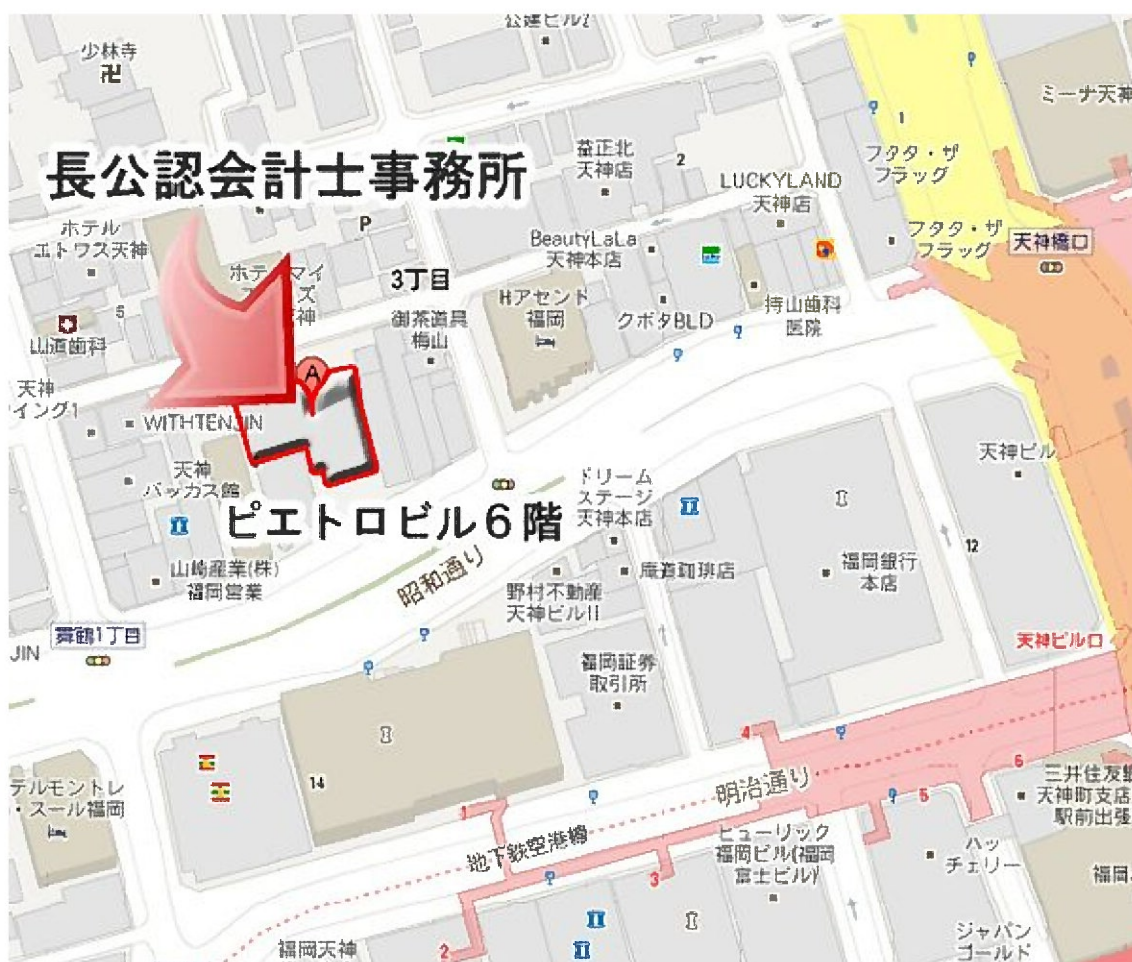 公建ビル2
少林寺
ミーナ天神
1
益正北
天神店
2
フタタ・ザ
フラッグ
長公認会計士事務所
LUCKYLAND
天神店
P
ホテル
エトワス天神
BeautyLaLa
天神本店
フタタ・ザ
フラッグ
天神橋口
3丁目
Hアセンド
福岡
5
御茶道具
梅山
クボタBLD
持山歯科
医院
山道歯科
A
天神
WITHTENJIN
天神
バッカス館
天神ビル
ドリーム
ステージ
天神本店
ピエトロビル6階
12
山崎産業(株)
福岡営業
昭和通り
野村不動産
天神ビルII
庵道珈琲店
福岡銀行
本店
舞鶴1丁目
JIN
天神ビル口
福岡証券
取引所
4
6
14
テルモントレ
・スール福岡
明治通り
三井住友銀
天神町支店
駅前出張
5
1
地下鉄空港線
ヒューリック
福岡ビル(福岡
富士ビル)
ハッ
チェリー
3
福岡
2
福岡天神
ジャパン
ゴールド